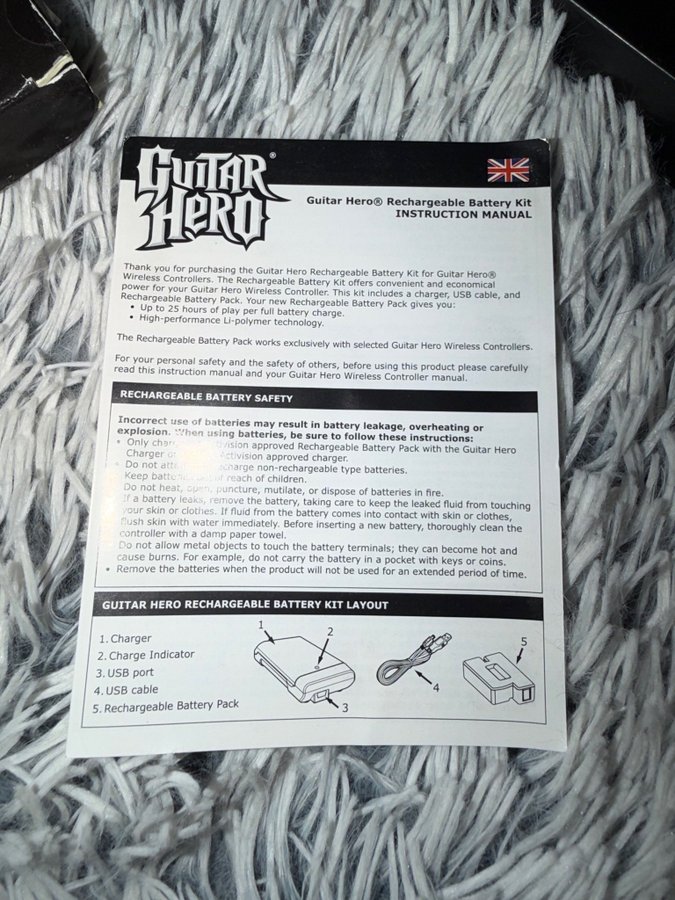 GUITAR HERO®
Guitar Hero® Rechargeable Battery Kit
INSTRUCTION MANUAL
Thank you for purchasing the Guitar Hero Rechargeable Battery Kit for Guitar Hero®
Wireless Controllers. The Rechargeable Battery Kit offers convenient and economical
power for your Guitar Hero Wireless Controller. This kit includes a charger, USB cable, and
Rechargeable Battery Pack. Your new Rechargeable Battery Pack gives you:
• Up to 25 hours of play per full battery charge.
• High-performance Li-polymer technology.
The Rechargeable Battery Pack works exclusively with selected Guitar Hero Wireless Controllers.
For your personal safety and the safety of others, before using this product please carefully
read this instruction manual and your Guitar Hero Wireless Controller manual.
RECHARGEABLE BATTERY SAFETY
Incorrect use of batteries may result in battery leakage, overheating or
explosion. When using batteries, be sure to follow these instructions:
• Only approved Rechargeable Battery Pack with the Guitar Hero
Charger approved charger.
• Do not non-rechargeable type batteries.
Keep of reach of children.
Do not heat, open, puncture, mutilate, or dispose of batteries in fire.
If a battery leaks, remove the battery, taking care to keep the leaked fluid from touching
your skin or clothes. If fluid from the battery comes into contact with skin or clothes,
flush skin with water immediately. Before inserting a new battery, thoroughly clean the
controller with a damp paper towel.
Do not allow metal objects to touch the battery terminals; they can become hot and
cause burns. For example, do not carry the battery in a pocket with keys or coins.
• Remove the batteries when the product will not be used for an extended period of time.
GUITAR HERO RECHARGEABLE BATTERY KIT LAYOUT
1. Charger
2. Charge Indicator
3. USB port
4. USB cable
5. Rechargeable Battery Pack
1
2
3
4
5